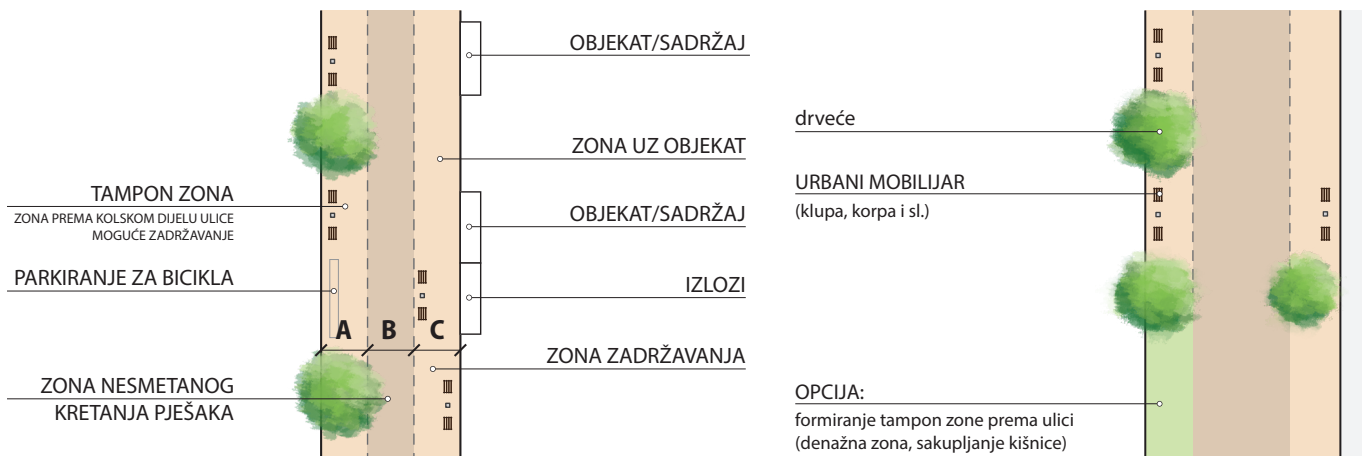 OBJEKAT/SADRŽAJ
ZONA UZ OBJEKAT
TAMPON ZONA
ZONA PREMA KOLSKOM DIJELU ULICE
MOGUĆE ZADRŽAVANJE
OBJEKAT/SADRŽAJ
PARKIRANJE ZA BICIKLA
IZLOZI
A B C
ZONA ZADRŽAVANJA
ZONA NESMETANOG
KRETANJA PJEŠAKA
drveće
URBANI MOBILIJAR
(klupa, korpa i sl.)
OPCIJA:
formiranje tampon zone prema ulici
(denažna zona, sakupljanje kišnice)